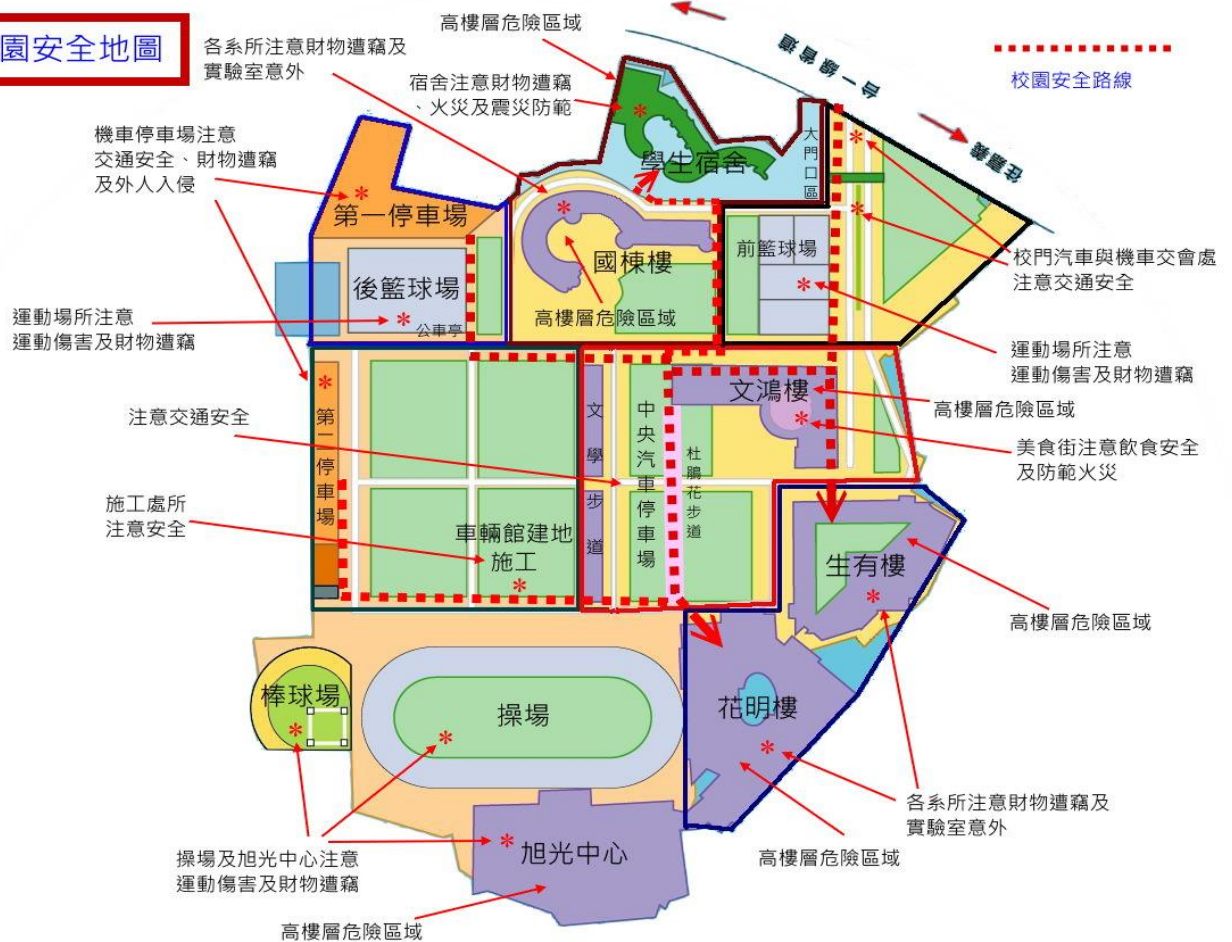 園安全地圖
各系所注意財物遭竊及
實驗室意外
高樓層危險區域
宿舍注意財物遭竊
、火災及震災防範
台一線省道
往嘉義
校園安全路線
機車停車場注意
交通安全、財物遭竊
及外人入侵
第一停車場
學生宿舍
大門口區
後籃球場
公車亭
國棟樓
高樓層危險區域
前籃球場
校門汽車與機車交會處
注意交通安全
運動場所注意
運動傷害及財物遭竊
運動場所注意
運動傷害及財物遭竊
注意交通安全
施工處所
注意安全
第二停車場
車輛館建地
施工
文學步道
中央汽車停車場
杜鵑花步道
文鴻樓
高樓層危險區域
美食街注意飲食安全
及防範火災
生有樓
高樓層危險區域
棒球場
操場
花明樓
各系所注意財物遭竊及
實驗室意外
高樓層危險區域
旭光中心
操場及旭光中心注意
運動傷害及財物遭竊
高樓層危險區域